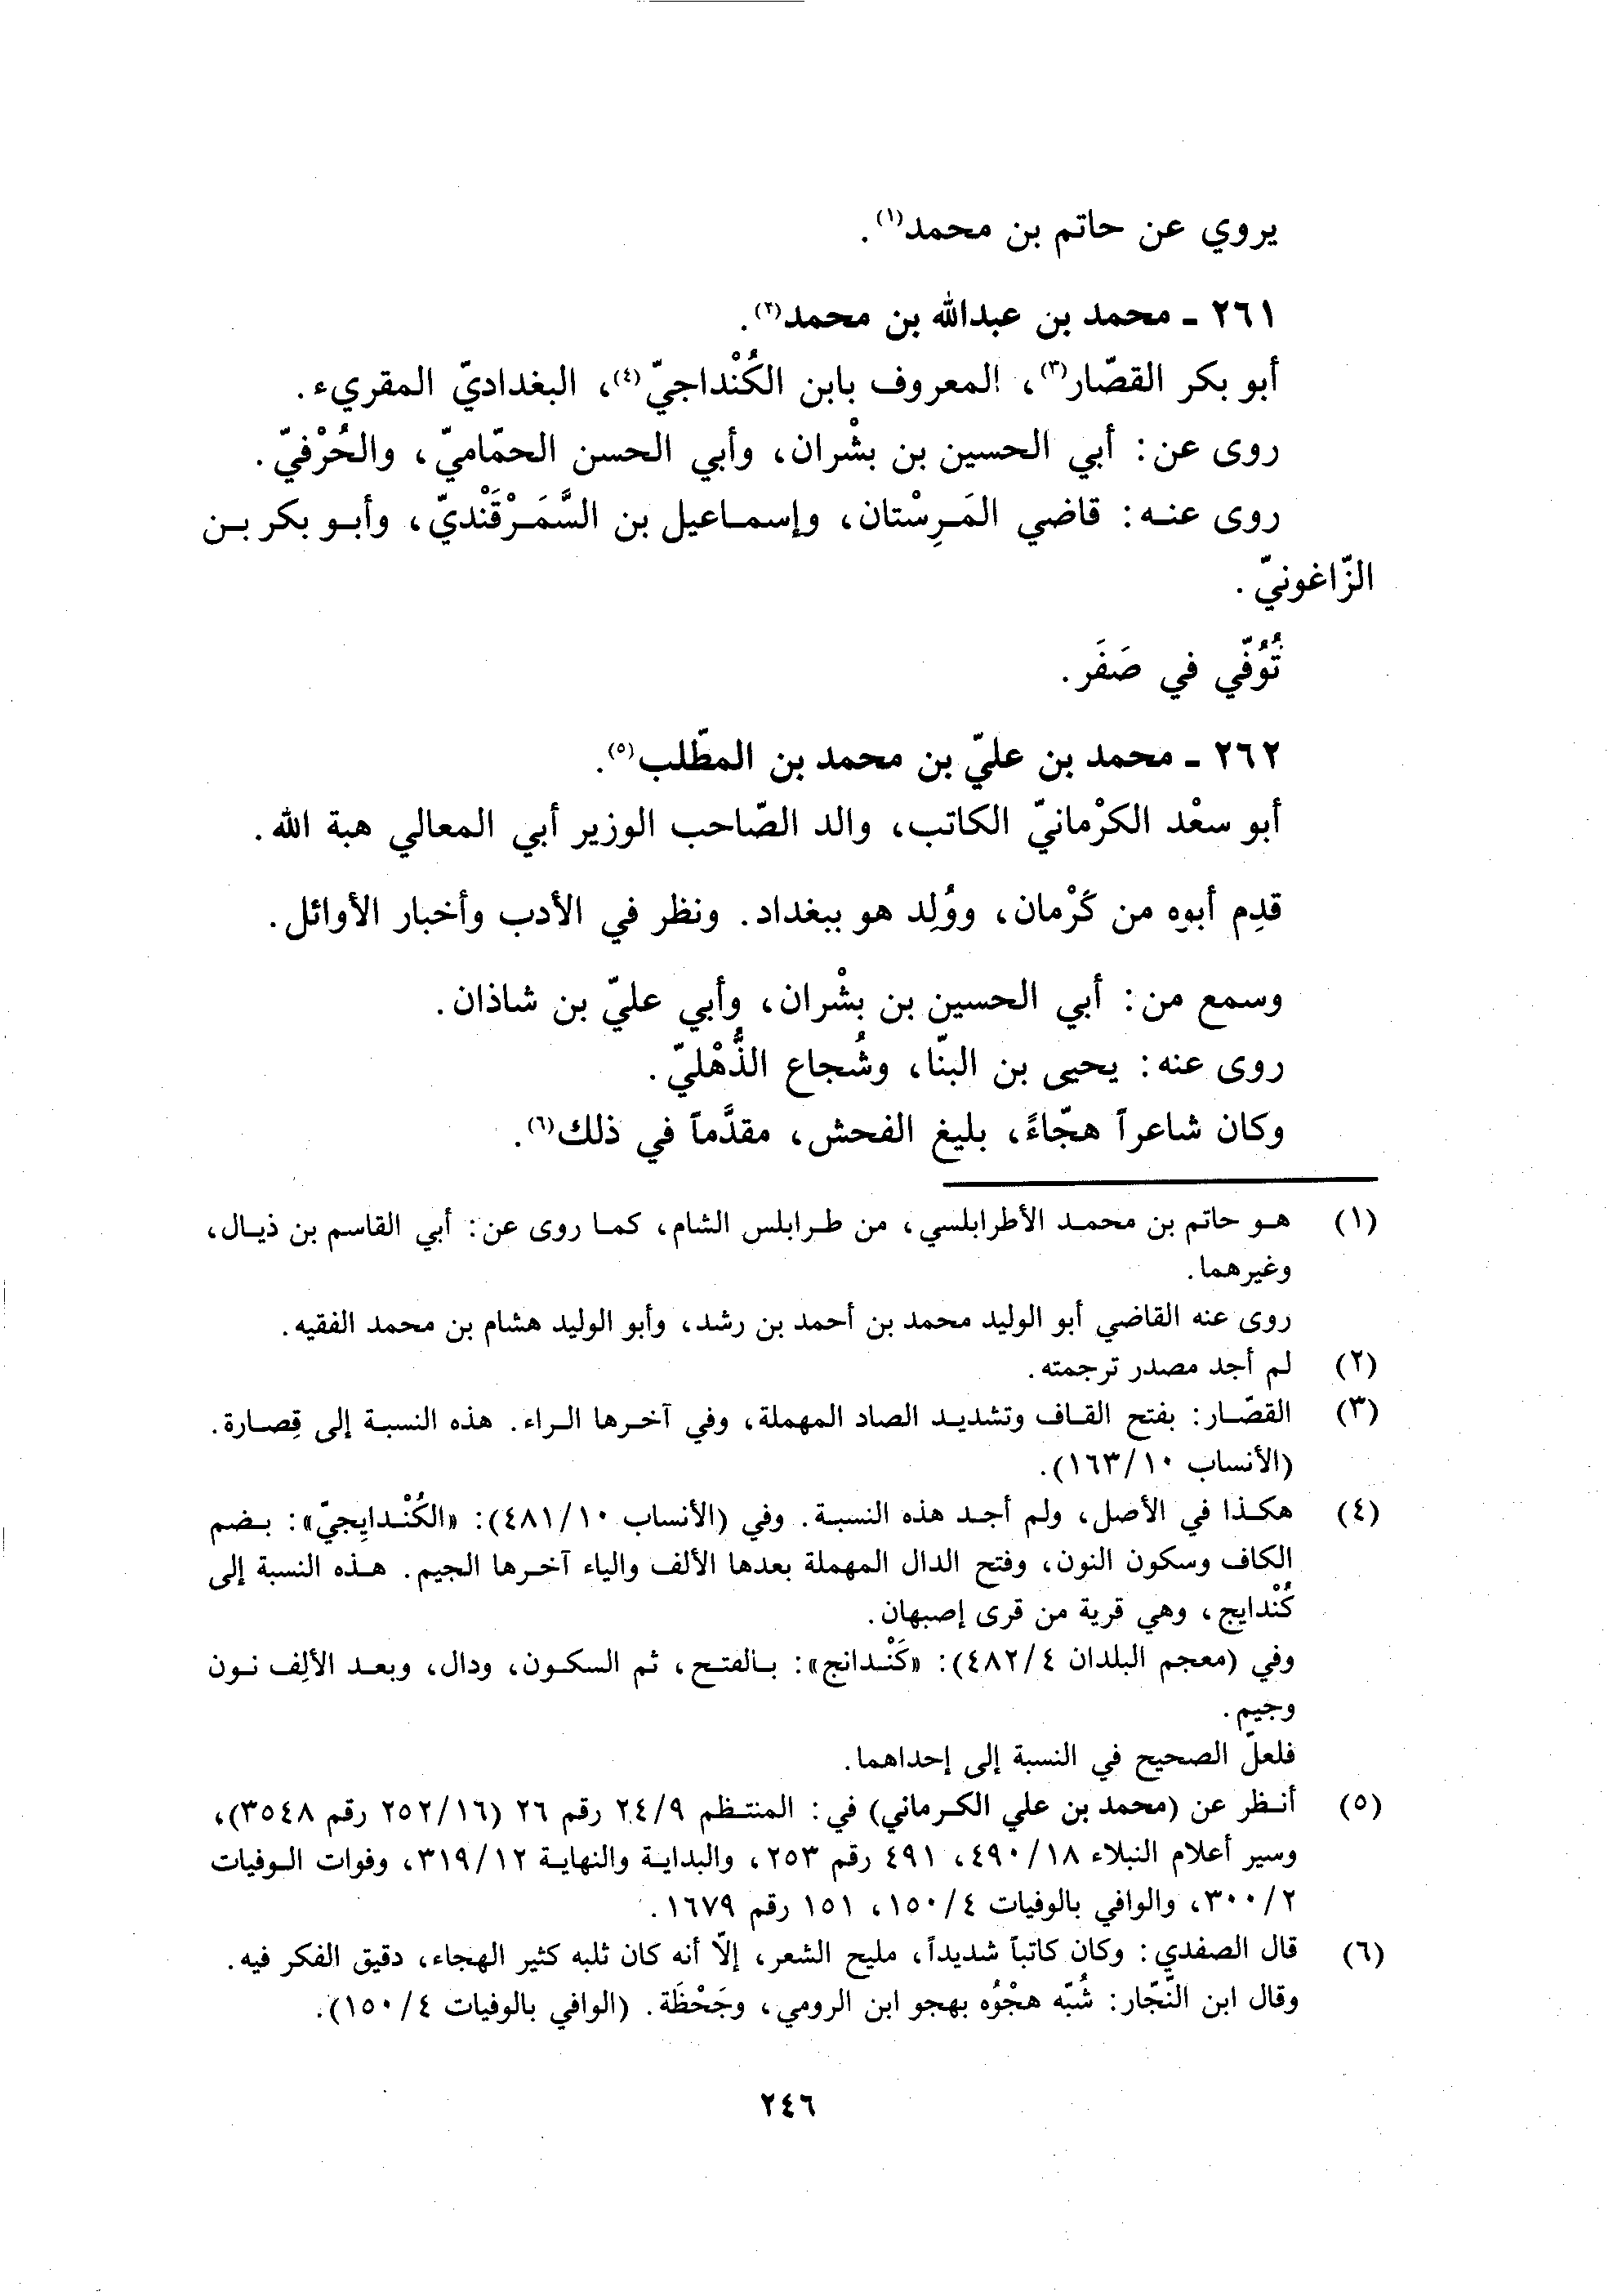 يروي عن حاتم بن محمد(١).
٢٦١ ـ محمد بن عبدالله بن محمد(٢).
أبو بكر القصّار(٣)، المعروف بابن الكُنْداجيّ(٤)، البغداديّ المقريء.
روى عن: أبي الحسين بن بشْران، وأبي الحسن الحمّاميّ، والحُرْفيّ.
روى عنه: قاضي المَرِسْتان، وإسماعيل بن السَّمَرْقَنْديّ، وأبو بكر بن
الزّاغونيّ.
تُوُفّي في صَفَر.
٢٦٢ ـ محمد بن عليّ بن محمد بن المطّلب(٥).
أبو سعْد الكرْمانيّ الكاتب، والد الصّاحب الوزير أبي المعالي هبة الله.
قدِم أبوه من كَرْمان، ووُلِد هو ببغداد. ونظر في الأدب وأخبار الأوائل.
وسمع من: أبي الحسين بن بشْران، وأبي عليّ بن شاذان.
روى عنه: يحيى بن البنّا، وشُجاع الذُّهْليّ.
وكان شاعراً هجّاءً، بليغ الفحش، مقدَّماً في ذلك(٦).
(١) هو حاتم بن محمد الأطرابلسي، من طرابلس الشام، كما روى عن: أبي القاسم بن ذيال،
وغيرهما.
روى عنه القاضي أبو الوليد محمد بن أحمد بن رشد، وأبو الوليد هشام بن محمد الفقيه.
(٢) لم أجد مصدر ترجمته.
(٣) القصّار: بفتح القاف وتشديد الصاد المهملة، وفي آخرها الراء. هذه النسبة إلى قِصارة.
(الأنساب ١٦٣/١٠).
(٤) هكذا في الأصل، ولم أجد هذه النسبة. وفي (الأنساب ٤٨١/١٠): «الكُنْدايِجيّ»: بضم
الكاف وسكون النون، وفتح الدال المهملة بعدها الألف والياء آخرها الجيم. هذه النسبة إلى
كُنْدايج، وهي قرية من قرى إصبهان.
وفي (معجم البلدان ٤٨٢/٤): «كَنْدانج»: بالفتح، ثم السكون، ودال، وبعد الألِف نون
وجيم.
فلعلّ الصحيح في النسبة إلى إحداهما.
(٥) أنظر عن (محمد بن علي الكرماني) في: المنتظم ٢٤/٩ رقم ٢٦ (٢٥٢/١٦ رقم ٣٥٤٨)،
وسير أعلام النبلاء ٤٩٠/١٨، ٤٩١ رقم ٢٥٣، والبداية والنهاية ٣١٩/١٢، وفوات الوفيات
٣٠٠/٢، والوافي بالوفيات ١٥٠/٤، ١٥١ رقم ١٦٧٩.
(٦) قال الصفدي: وكان كاتباً شديداً، مليح الشعر، إلّا أنه كان ثلبه كثير الهجاء، دقيق الفكر فيه.
وقال ابن النّجّار: شُبّه هجْوُه بهجو ابن الرومي، وجَحْظَة. (الوافي بالوفيات ١٥٠/٤).
٢٤٦